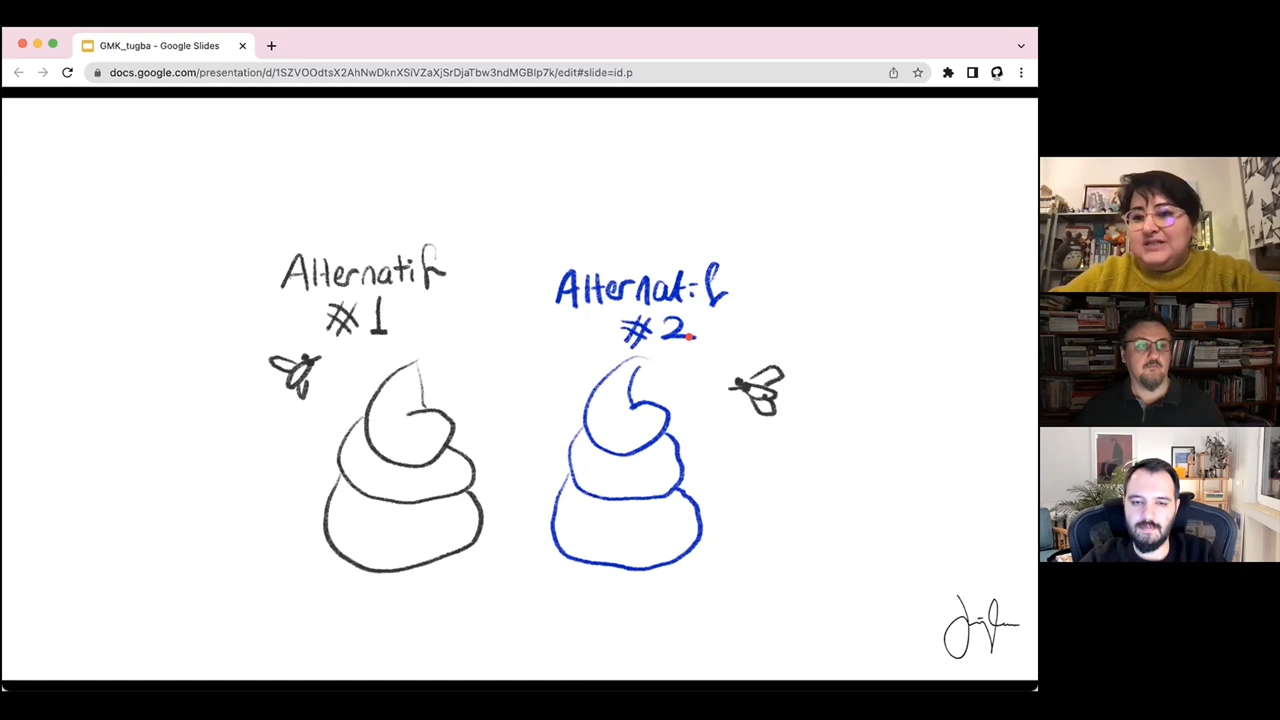 GMK_tugba - Google Slides
docs.google.com/presentation/d/1SZVOOdtsX2AhNwDknXSiVZaXjSrDjaTbw3ndMGBlp7k/edit#slide=id.p
Alternatif
#1
Alternatif
#2